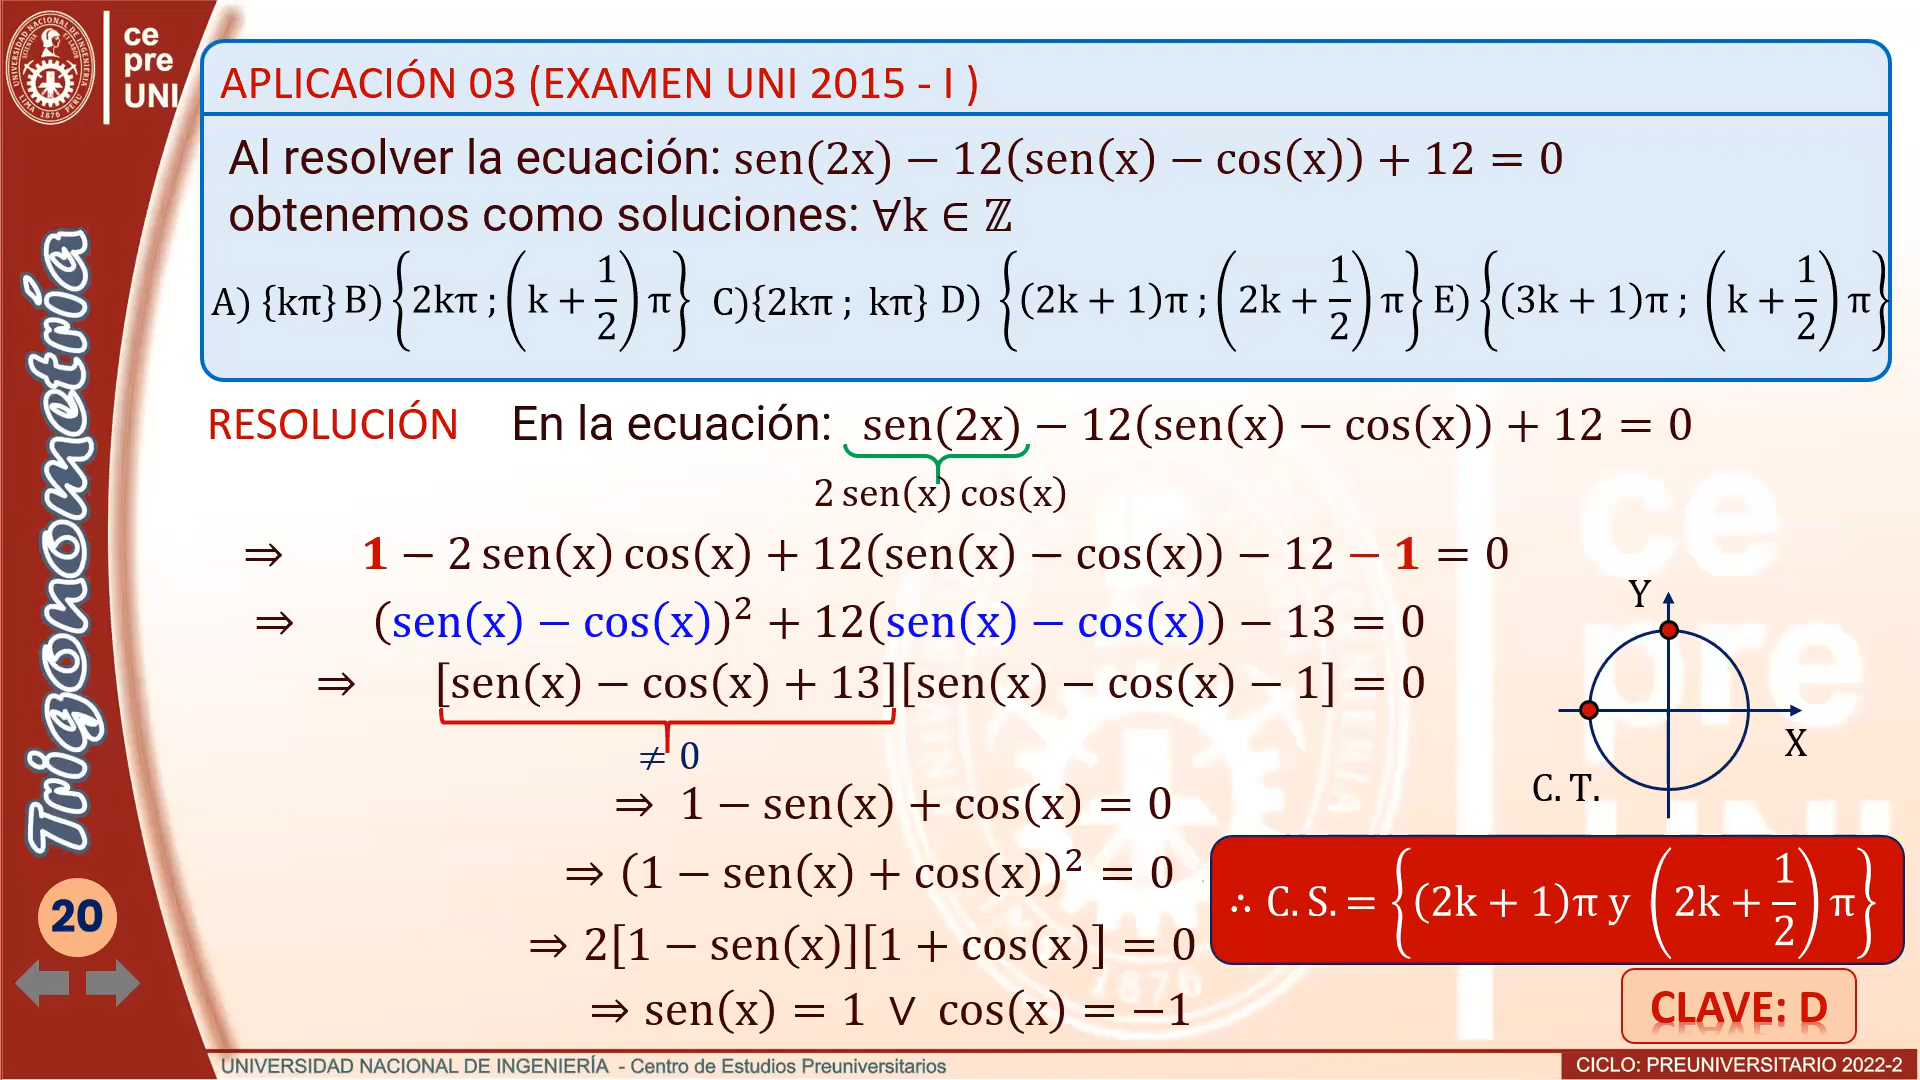 ce
pre
UNI
APLICACIÓN 03 (EXAMEN UNI 2015 - I )
Al resolver la ecuación: sen(2x) − 12(sen(x) − cos(x)) + 12 = 0
obtenemos como soluciones: ∀k ∈ ℤ
A) {kπ} B) {2kπ ; (k + 1/2) π} C){2kπ ; kπ} D) {(2k + 1)π ; (2k + 1/2) π} E) {(3k + 1)π ; (k + 1/2) π}
RESOLUCIÓN En la ecuación: sen(2x) − 12(sen(x) − cos(x)) + 12 = 0
2 sen(x) cos(x)
⇒ 1 − 2 sen(x) cos(x) + 12(sen(x) − cos(x)) − 12 − 1 = 0
⇒ (sen(x) − cos(x))² + 12(sen(x) − cos(x)) − 13 = 0
⇒ [sen(x) − cos(x) + 13][sen(x) − cos(x) − 1] = 0
≠ 0
⇒ 1 − sen(x) + cos(x) = 0
⇒ (1 − sen(x) + cos(x))² = 0
⇒ 2[1 − sen(x)][1 + cos(x)] = 0
⇒ sen(x) = 1 ∨ cos(x) = −1
Y
X
C. T.
∴ C. S. = {(2k + 1)π y (2k + 1/2) π}
CLAVE: D
Trigonometría
20
UNIVERSIDAD NACIONAL DE INGENIERÍA - Centro de Estudios Preuniversitarios
CICLO: PREUNIVERSITARIO 2022-2